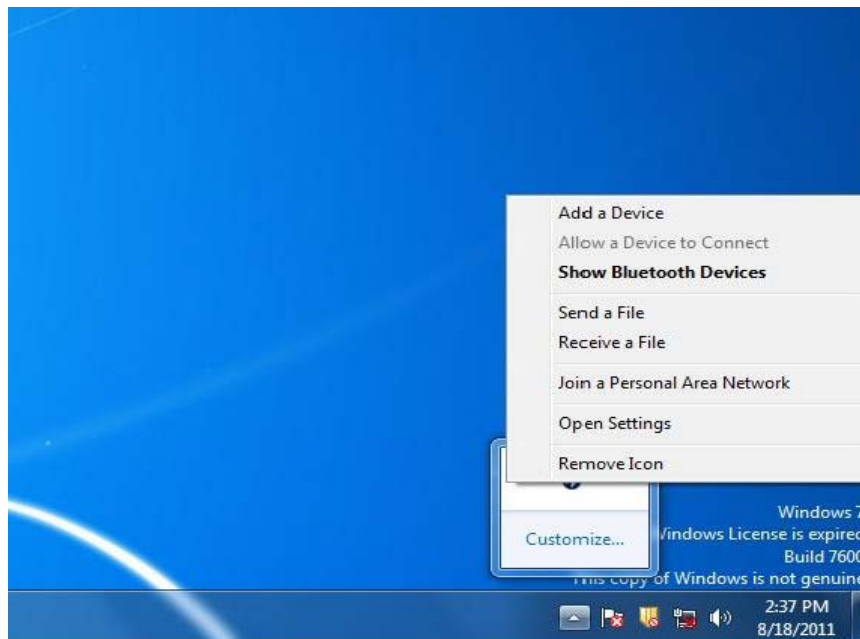 Add a Device
Allow a Device to Connect
Show Bluetooth Devices
Send a File
Receive a File
Join a Personal Area Network
Open Settings
Remove Icon
Customize...
Windows 7
Windows License is expired
Build 7600
This copy of Windows is not genuine
2:37 PM
8/18/2011